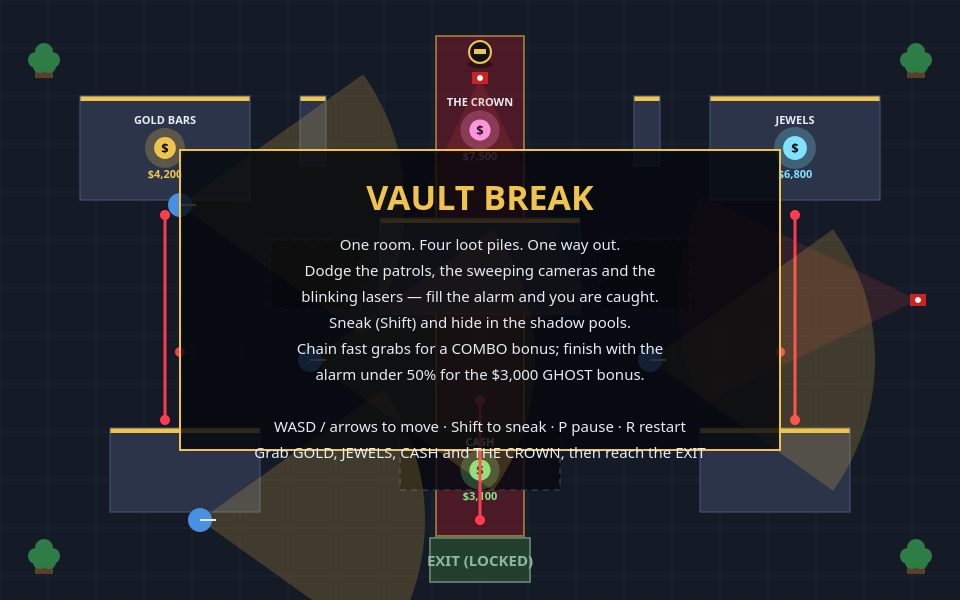 THE CROWN
GOLD BARS
JEWELS
$
$
$
$7,500
$4,200
$6,800
VAULT BREAK
One room. Four loot piles. One way out.
Dodge the patrols, the sweeping cameras and the
blinking lasers — fill the alarm and you are caught.
Sneak (Shift) and hide in the shadow pools.
Chain fast grabs for a COMBO bonus; finish with the
alarm under 50% for the $3,000 GHOST bonus.
WASD / arrows to move · Shift to sneak · P pause · R restart
CASH
Grab GOLD, JEWELS, CASH and THE CROWN, then reach the EXIT
$
$3,100
EXIT (LOCKED)